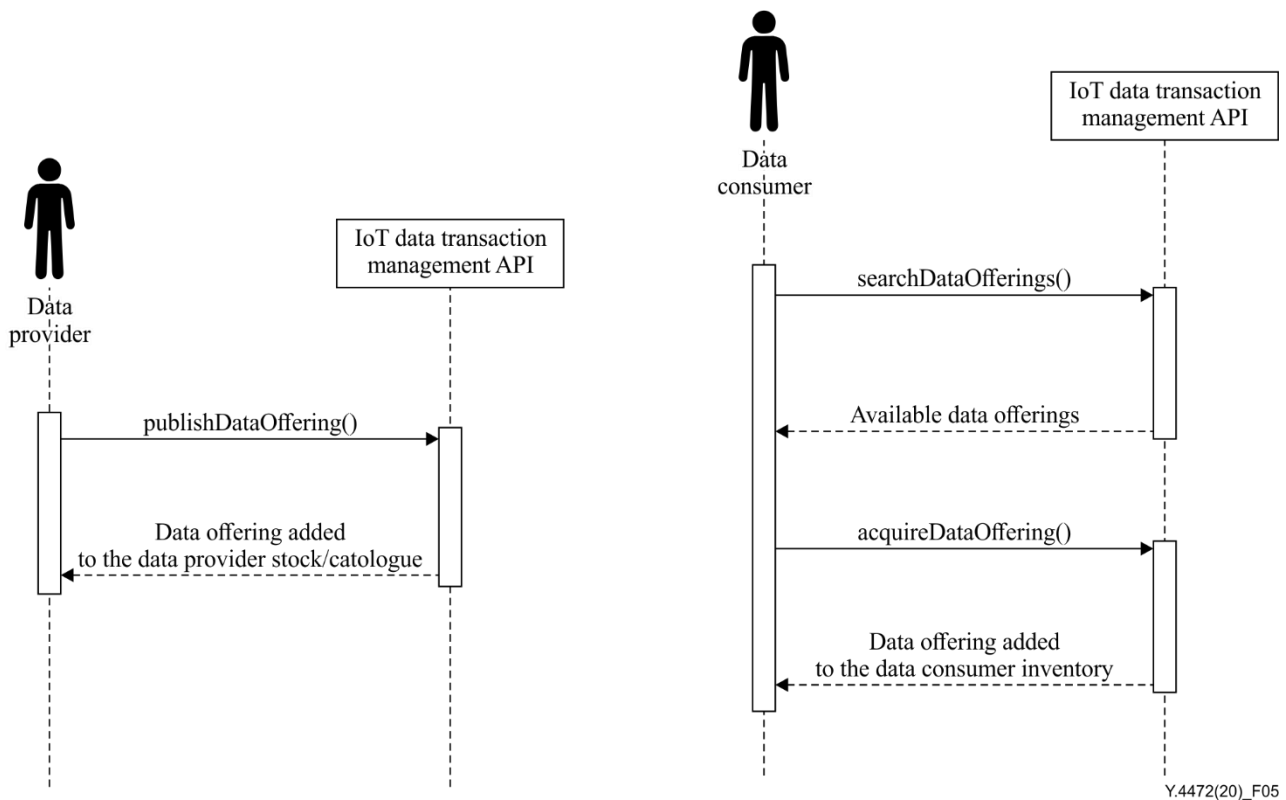 Data
provider
IoT data transaction
management API
publishDataOffering()
Data offering added
to the data provider stock/catologue
Data
consumer
IoT data transaction
management API
searchDataOfferings()
Available data offerings
acquireDataOffering()
Data offering added
to the data consumer inventory
Y.4472(20)_F05